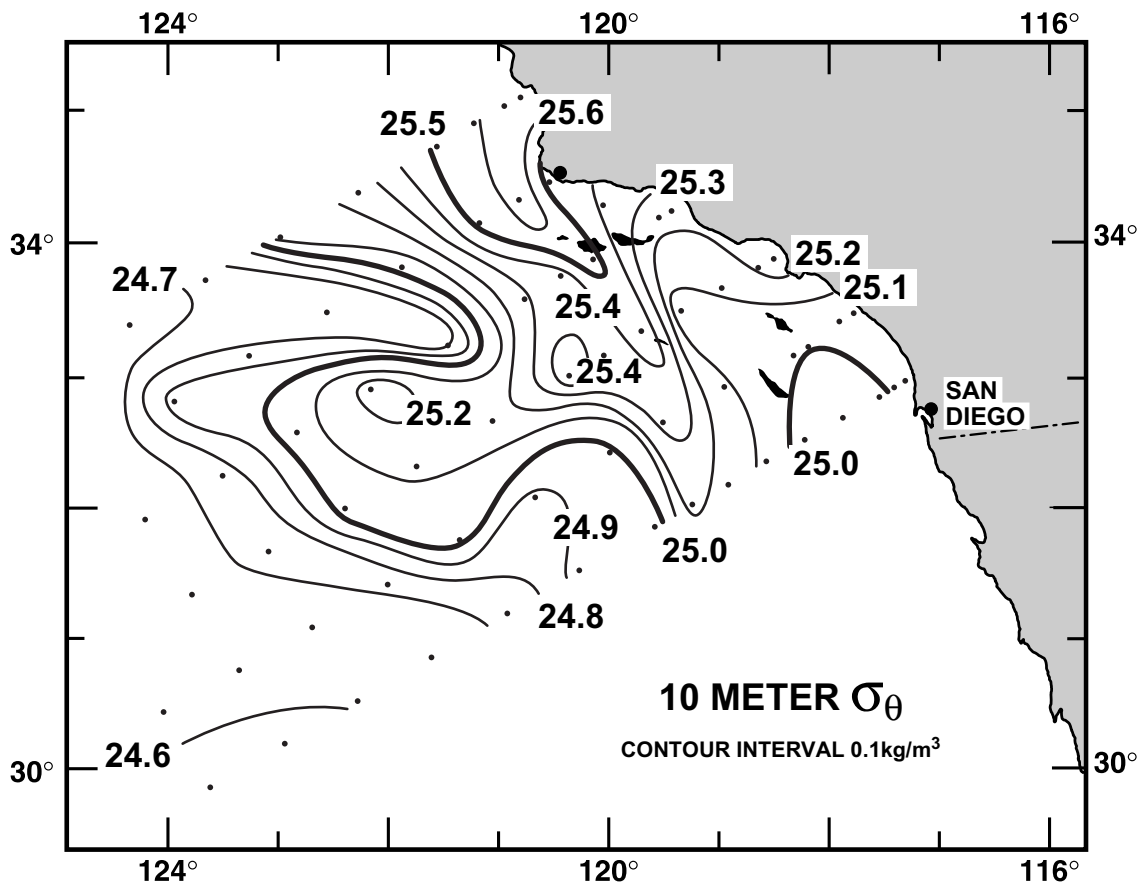 124° 120° 116°
25.6
25.5
25.3
34° 34°
25.2
24.7
25.1
25.4
25.4
SAN
DIEGO
25.2
25.0
24.9
25.0
24.8
10 METER σθ
CONTOUR INTERVAL 0.1kg/m³
24.6
30° 30°
124° 120° 116°